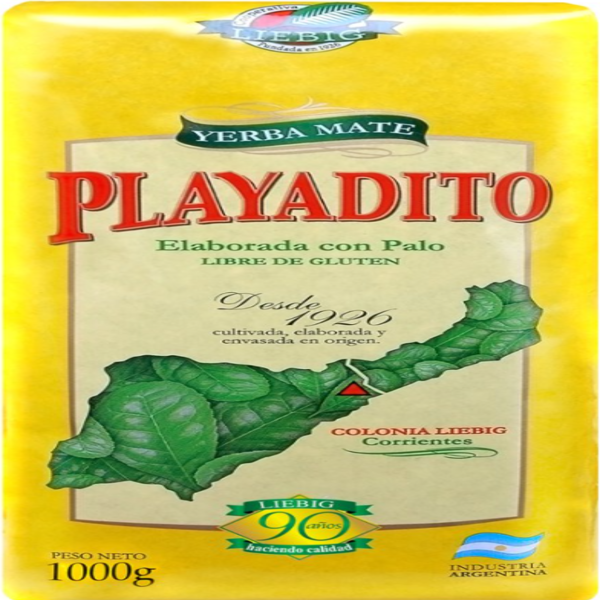 Cooperativa
LIEBIG
Fundada en 1926
YERBA MATE
PLAYADITO
Elaborada con Palo
LIBRE DE GLUTEN
Desde
1926
cultivada, elaborada y
envasada en origen.
COLONIA LIEBIG
Corrientes
LIEBIG
90 años
haciendo calidad
PESO NETO
1000g
INDUSTRIA
ARGENTINA